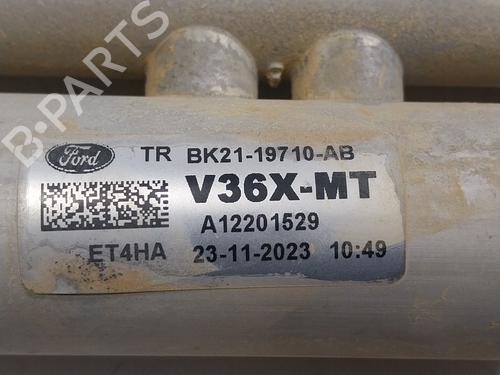 B-PARTS
Ford
TR BK21-19710-AB
V36X-MT
A12201529
ET4HA 23-11-2023 10:49